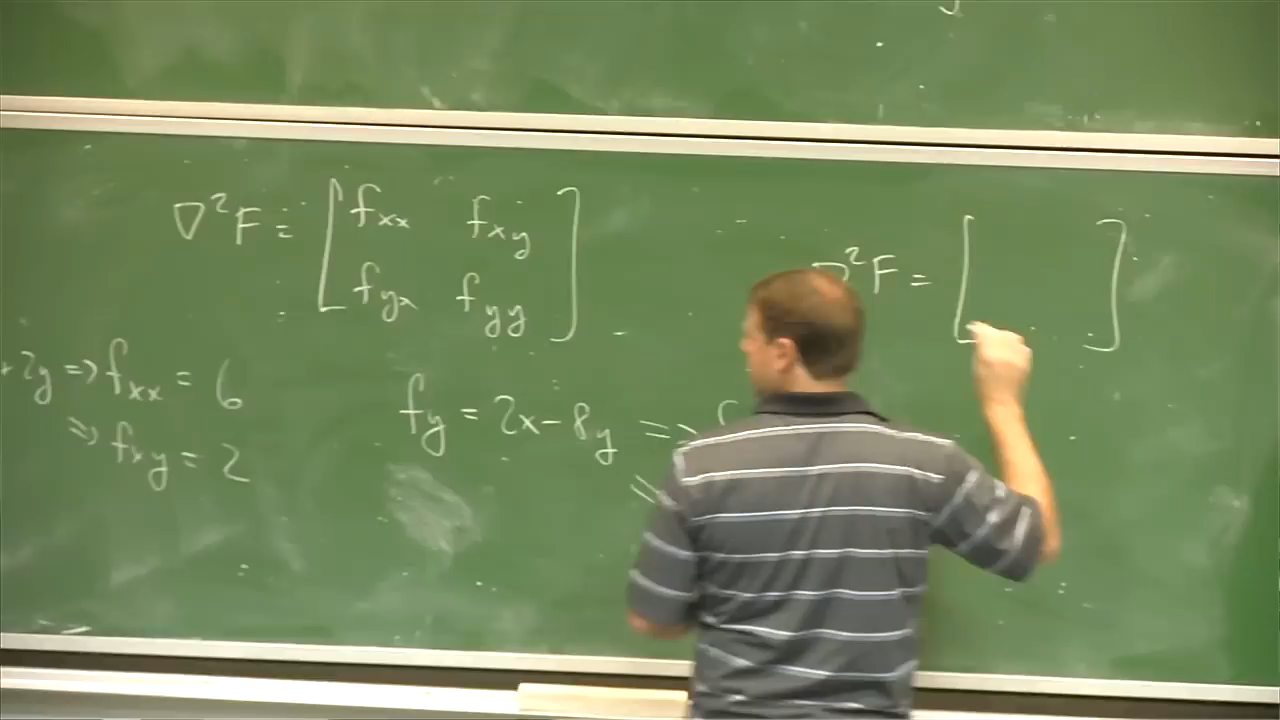 ∇²F = [ fxx fxy
fyx fyy ]
∇²F = [ ]
+2y => fxx = 6
=> fxy = 2
fy = 2x - 8y =>